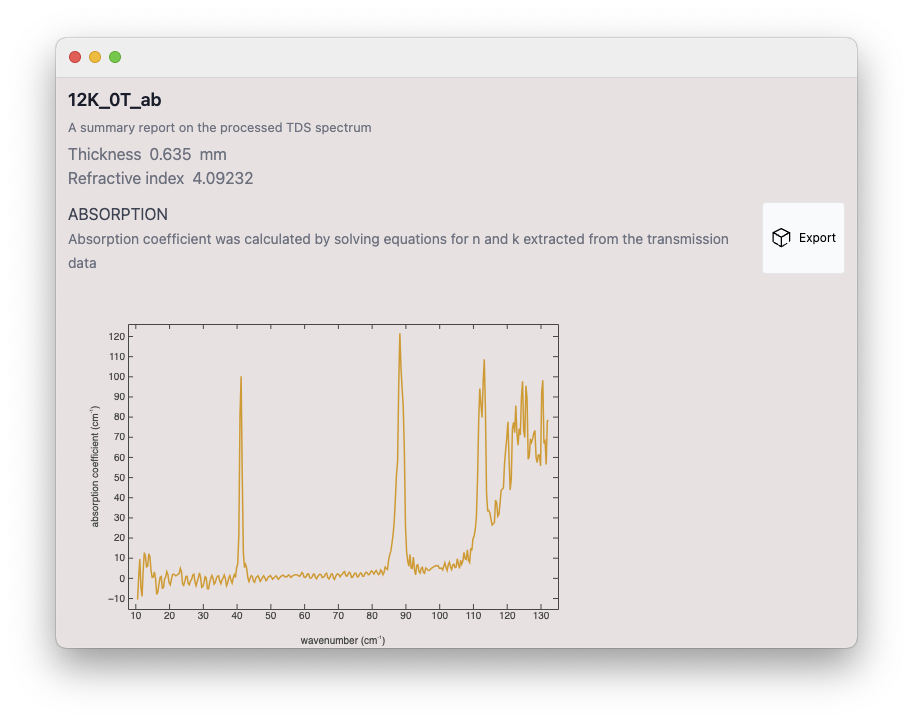 12K_0T_ab
A summary report on the processed TDS spectrum
Thickness 0.635 mm
Refractive index 4.09232
ABSORPTION
Absorption coefficient was calculated by solving equations for n and k extracted from the transmission
data
Export
120
110
100
90
80
70
60
50
40
30
20
10
0
−10
absorption coefficient (cm⁻¹)
10 20 30 40 50 60 70 80 90 100 110 120 130
wavenumber (cm⁻¹)